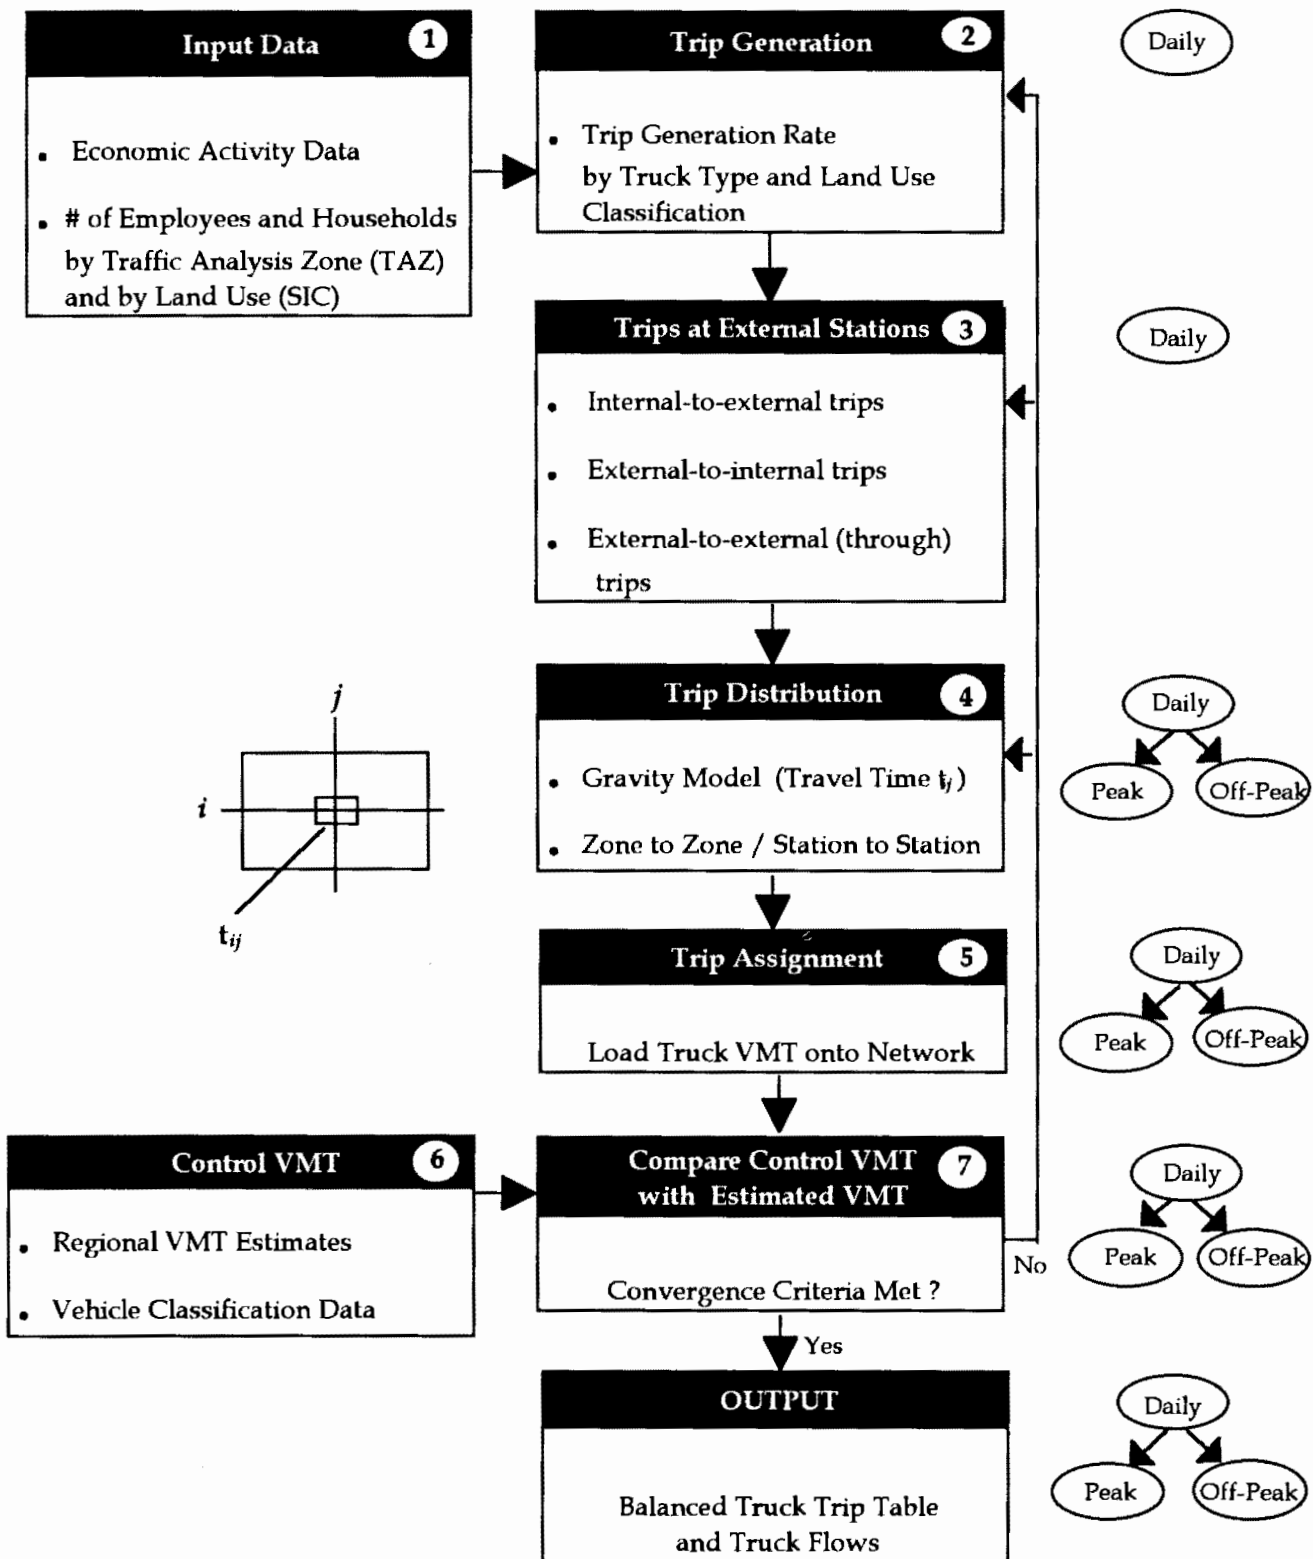 Input Data 1
• Economic Activity Data
• # of Employees and Households
by Traffic Analysis Zone (TAZ)
and by Land Use (SIC)
Trip Generation 2
• Trip Generation Rate
by Truck Type and Land Use
Classification
Daily
Trips at External Stations 3
• Internal-to-external trips
• External-to-internal trips
• External-to-external (through)
trips
Daily
j
i
tij
Trip Distribution 4
• Gravity Model (Travel Time tj)
• Zone to Zone / Station to Station
Daily
Peak
Off-Peak
Trip Assignment 5
Load Truck VMT onto Network
Daily
Peak
Off-Peak
Control VMT 6
• Regional VMT Estimates
• Vehicle Classification Data
Compare Control VMT 7
with Estimated VMT
Convergence Criteria Met ?
No
Yes
Daily
Peak
Off-Peak
OUTPUT
Balanced Truck Trip Table
and Truck Flows
Daily
Peak
Off-Peak